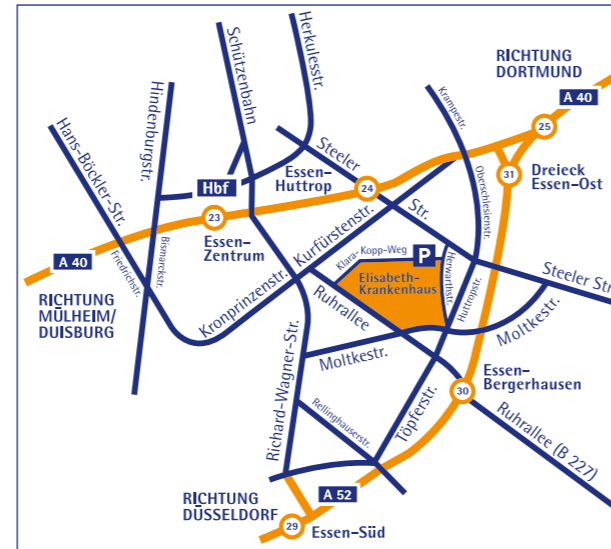 Herkulesstr.
Schützenbahn
Hindenburgstr.
Hans-Böckler-Str.
Krampestr.
RICHTUNG
DORTMUND
A 40
25
Steeler
Hbf
Essen-
Huttrop
24
31
Dreieck
Essen-Ost
Oberschlesienstr.
23
Essen-
Zentrum
Kurfürstenstr.
Str.
Bismarckstr.
Friedrichstr.
A 40
Klara-Kopp-Weg
P
Elisabeth-
Krankenhaus
Herwarthstr.
Huttropstr.
Steeler Str
RICHTUNG
MÜLHEIM/
DUISBURG
Kronprinzenstr.
Ruhrallee
Moltkestr.
Moltkestr.
Richard-Wagner-Str.
Essen-
Bergerhausen
30
Rellinghauserstr.
Töpferstr.
Ruhrallee (B 227)
A 52
RICHTUNG
DÜSSELDORF
29
Essen-Süd